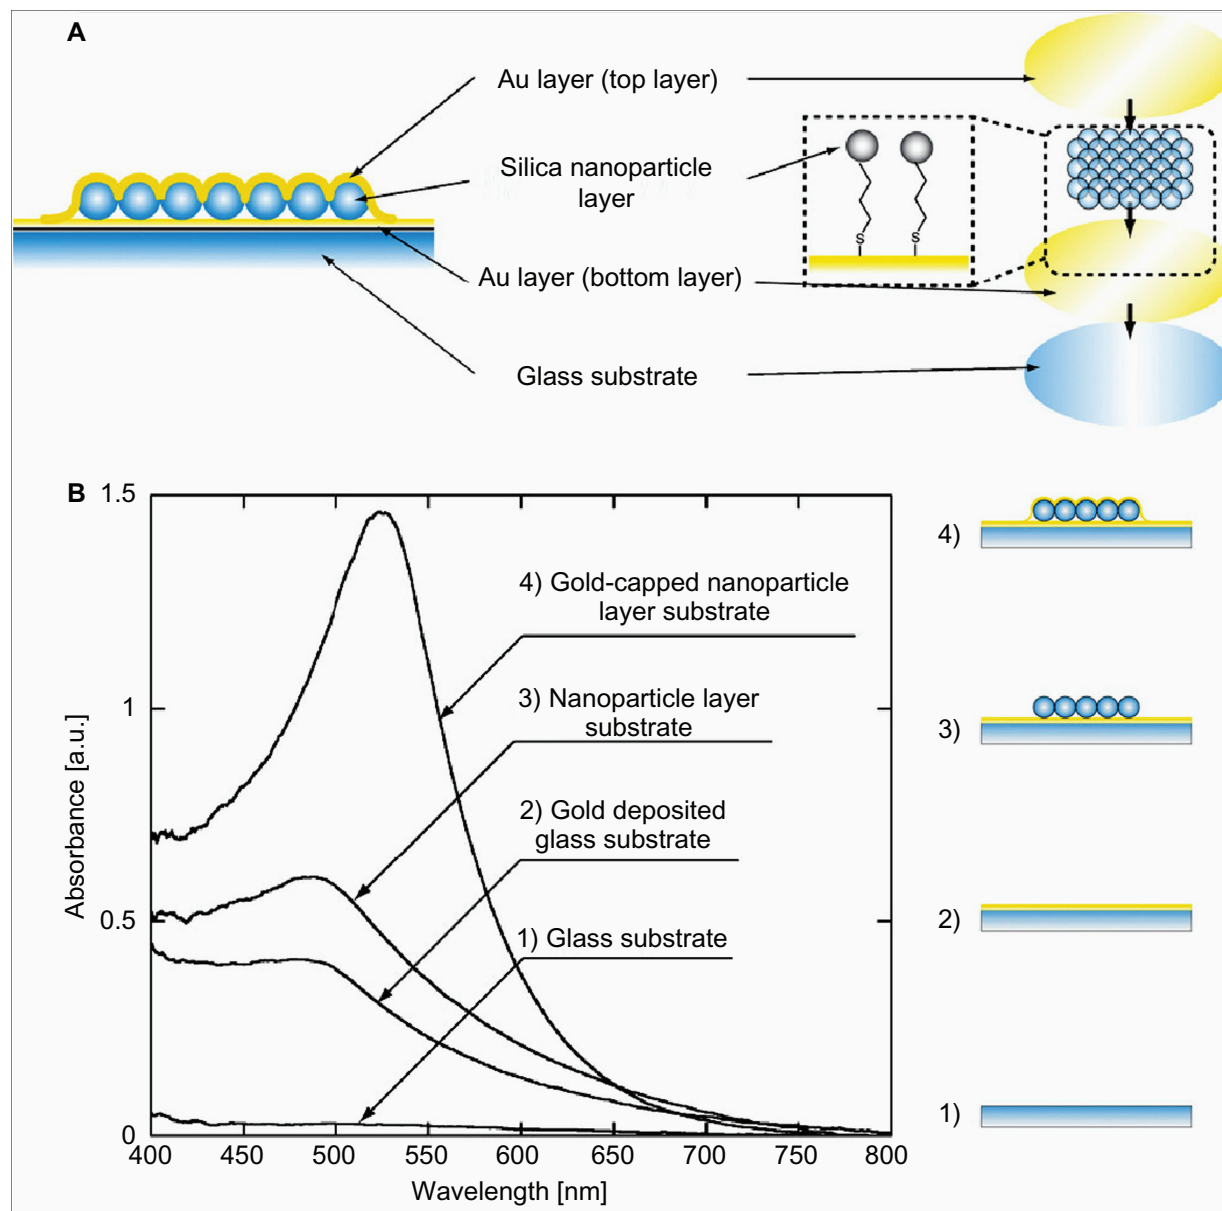 A
Au layer (top layer)
Silica nanoparticle
layer
S
S
Au layer (bottom layer)
Glass substrate
B
1.5
1
0.5
0
Absorbance [a.u.]
4) Gold-capped nanoparticle
layer substrate
3) Nanoparticle layer
substrate
2) Gold deposited
glass substrate
1) Glass substrate
400
450
500
550
600
650
700
750
800
Wavelength [nm]
4)
3)
2)
1)